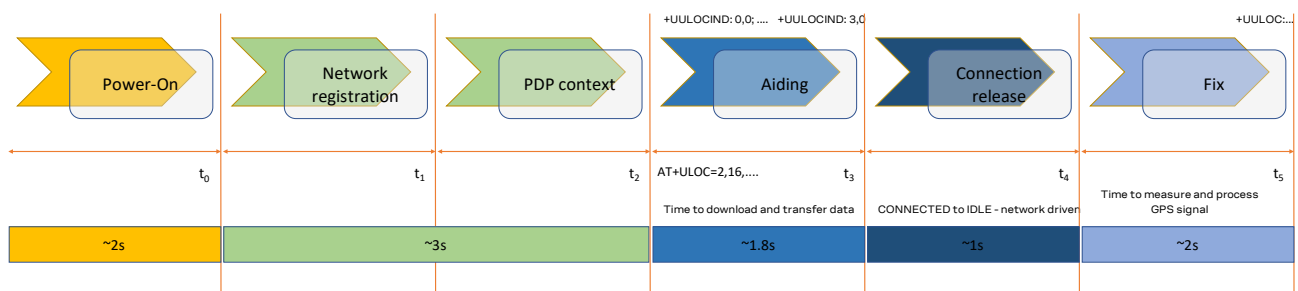 +UULOCIND: 0,0; ....
+UULOCIND: 3,0
+UULOC:...
Power-On
Network
registration
PDP context
Aiding
Connection
release
Fix
t0
t1
t2
AT+ULOC=2,16,....
t3
t4
t5
Time to download and transfer data
CONNECTED to IDLE - network driven
Time to measure and process
GPS signal
~2s
~3s
~1.8s
~1s
~2s